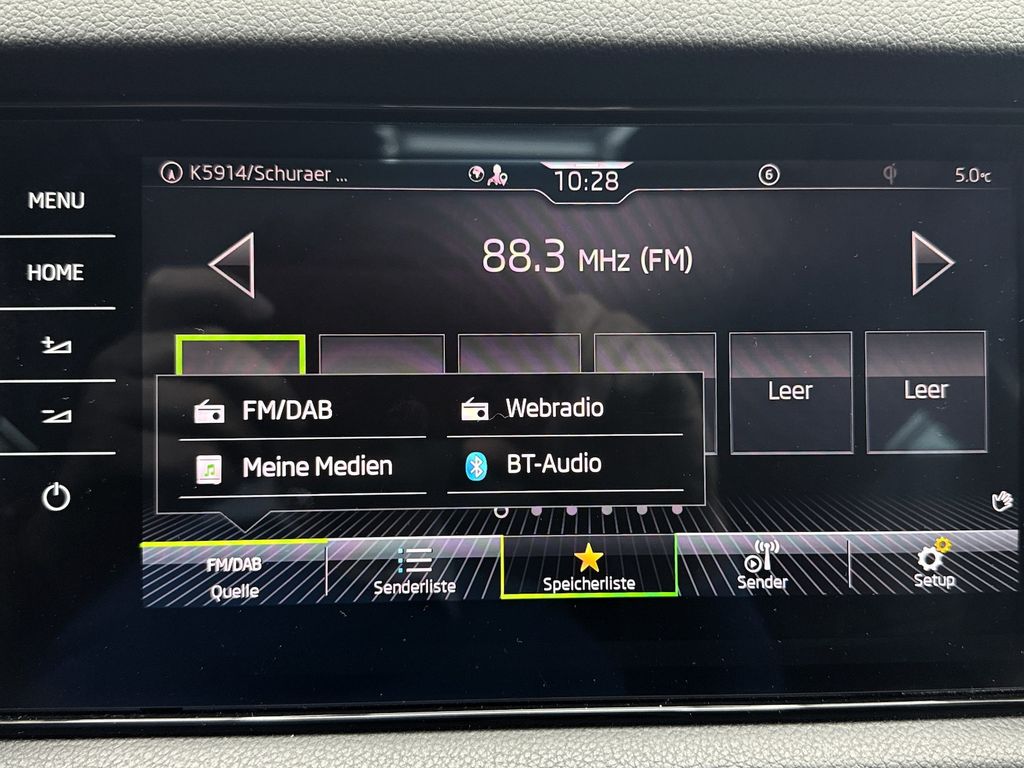 MENU
HOME
K5914/Schuraer ...
10:28
6
5.0°C
88.3 MHz (FM)
Leer
Leer
FM/DAB
Webradio
Meine Medien
BT-Audio
FM/DAB
Quelle
Senderliste
Speicherliste
Sender
Setup